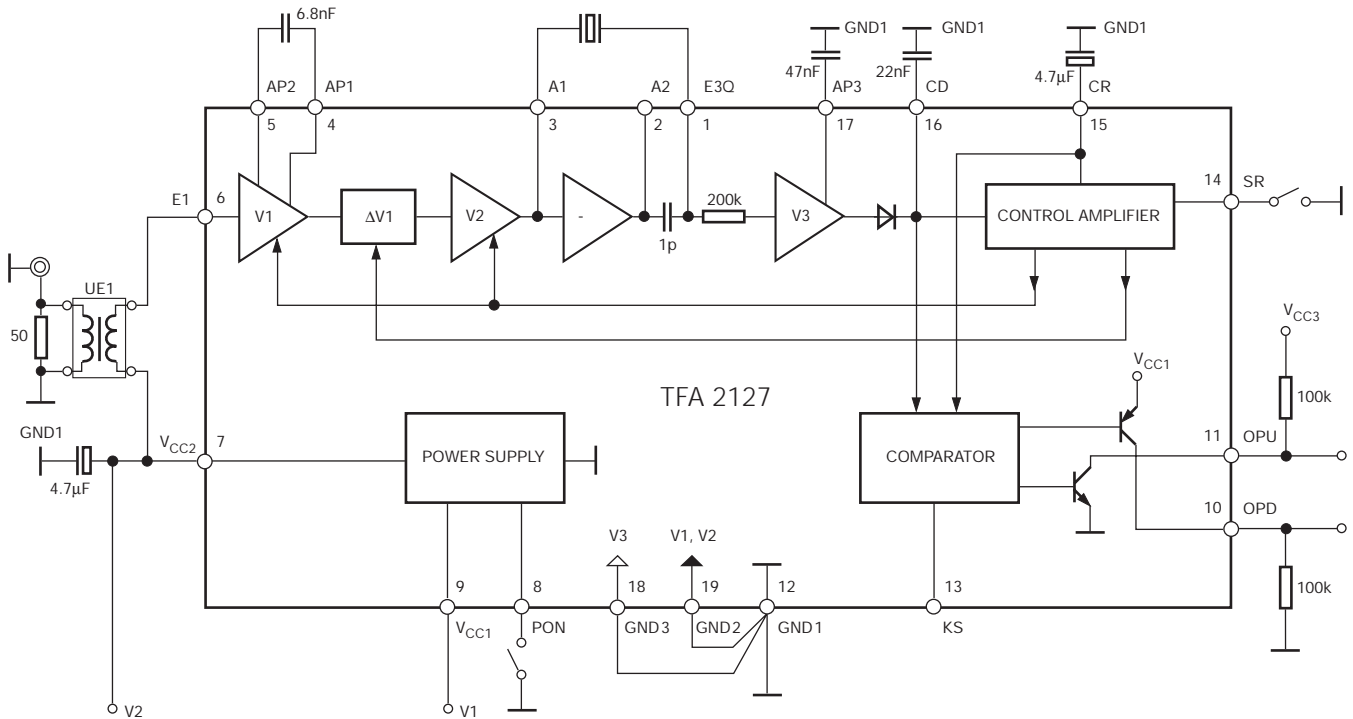 6.8nF
GND1 GND1 GND1
47nF 22nF 4.7µF
AP2 AP1 A1 A2 E3Q AP3 CD CR
5 4 3 2 1 17 16 15
14 SR
E1 6
200k
V1 ΔV1 V2 - V3 CONTROL AMPLIFIER
1p
UE1
50
VCC3
VCC1
TFA 2127
100k
GND1
VCC2 7
11 OPU
POWER SUPPLY COMPARATOR
4.7µF
10 OPD
V3 V1, V2
100k
9 8 18 19 12 13
VCC1 PON GND3 GND2 GND1 KS
V2 V1